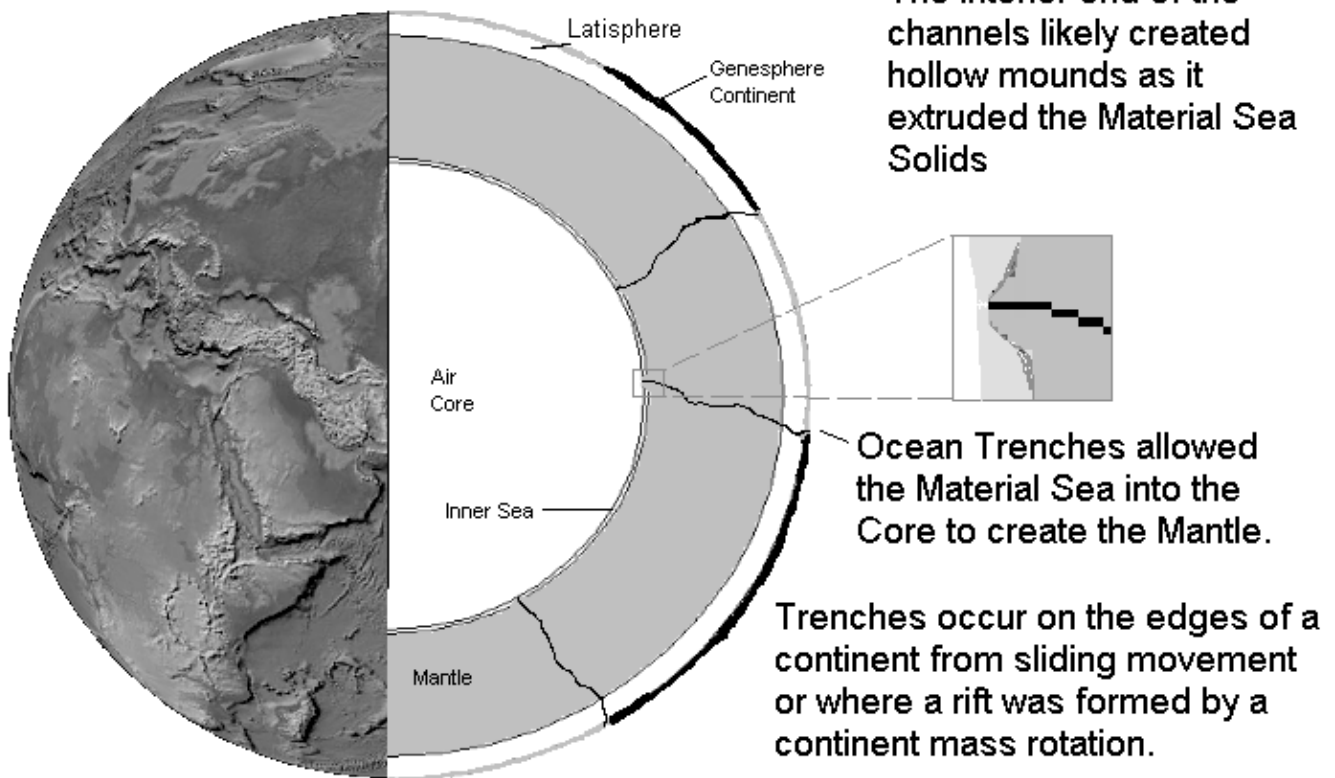 The interior end of the
channels likely created
hollow mounds as it
extruded the Material Sea
Solids
Latisphere
Genesphere
Continent
Air
Core
Inner Sea
Mantle
Ocean Trenches allowed
the Material Sea into the
Core to create the Mantle.
Trenches occur on the edges of a
continent from sliding movement
or where a rift was formed by a
continent mass rotation.